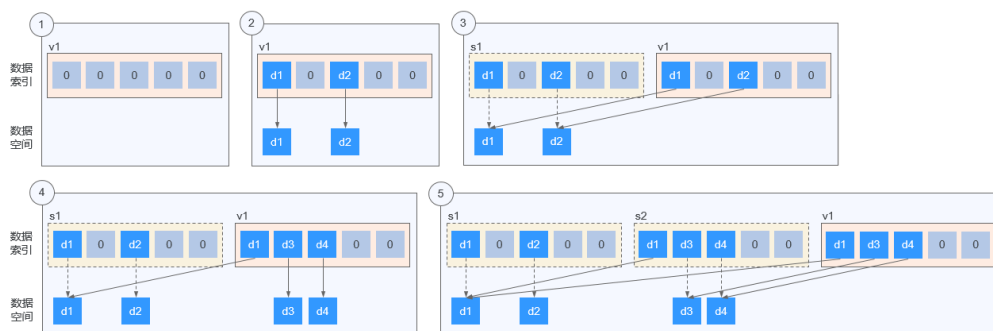 1
v1
数据
索引
0 0 0 0 0
数据
空间
2
v1
d1 0 d2 0 0
d1 d2
3
s1 v1
d1 0 d2 0 0 d1 0 d2 0 0
d1 d2
4
s1 v1
数据
索引
d1 0 d2 0 0 d1 d3 d4 0 0
数据
空间
d1 d2 d3 d4
5
s1 s2 v1
d1 0 d2 0 0 d1 d3 d4 0 0 d1 d3 d4 0 0
d1 d2 d3 d4